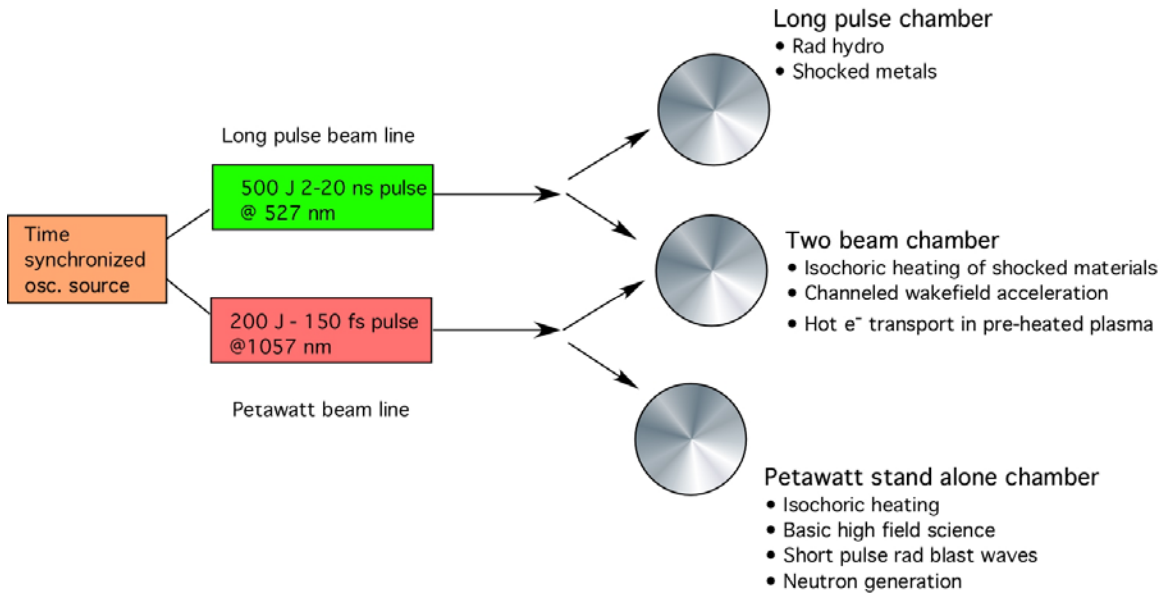 Long pulse chamber
• Rad hydro
• Shocked metals
Long pulse beam line
500 J 2-20 ns pulse
@ 527 nm
Time
synchronized
osc. source
Two beam chamber
• Isochoric heating of shocked materials
• Channeled wakefield acceleration
• Hot e⁻ transport in pre-heated plasma
200 J - 150 fs pulse
@1057 nm
Petawatt beam line
Petawatt stand alone chamber
• Isochoric heating
• Basic high field science
• Short pulse rad blast waves
• Neutron generation